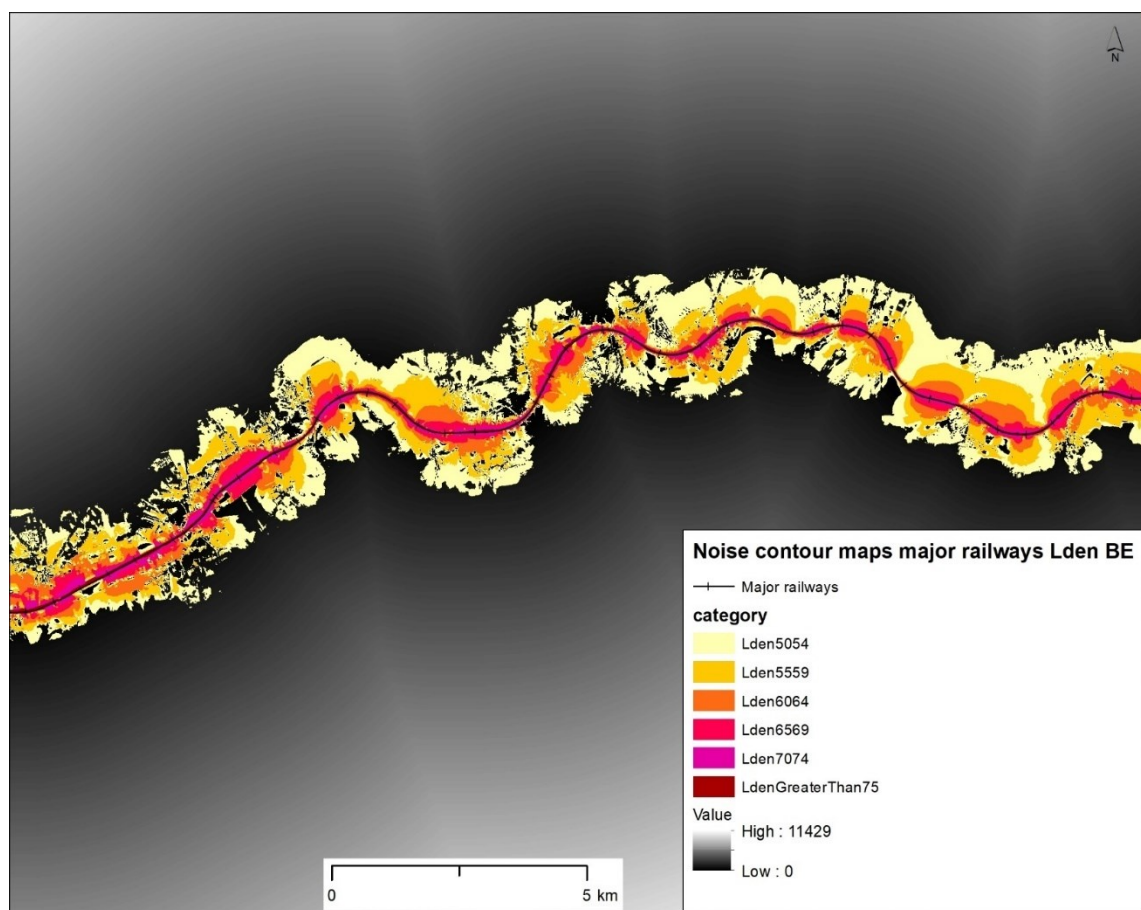 N
Noise contour maps major railways Lden BE
Major railways
category
Lden5054
Lden5559
Lden6064
Lden6569
Lden7074
LdenGreaterThan75
Value
High : 11429
Low : 0
0 5 km